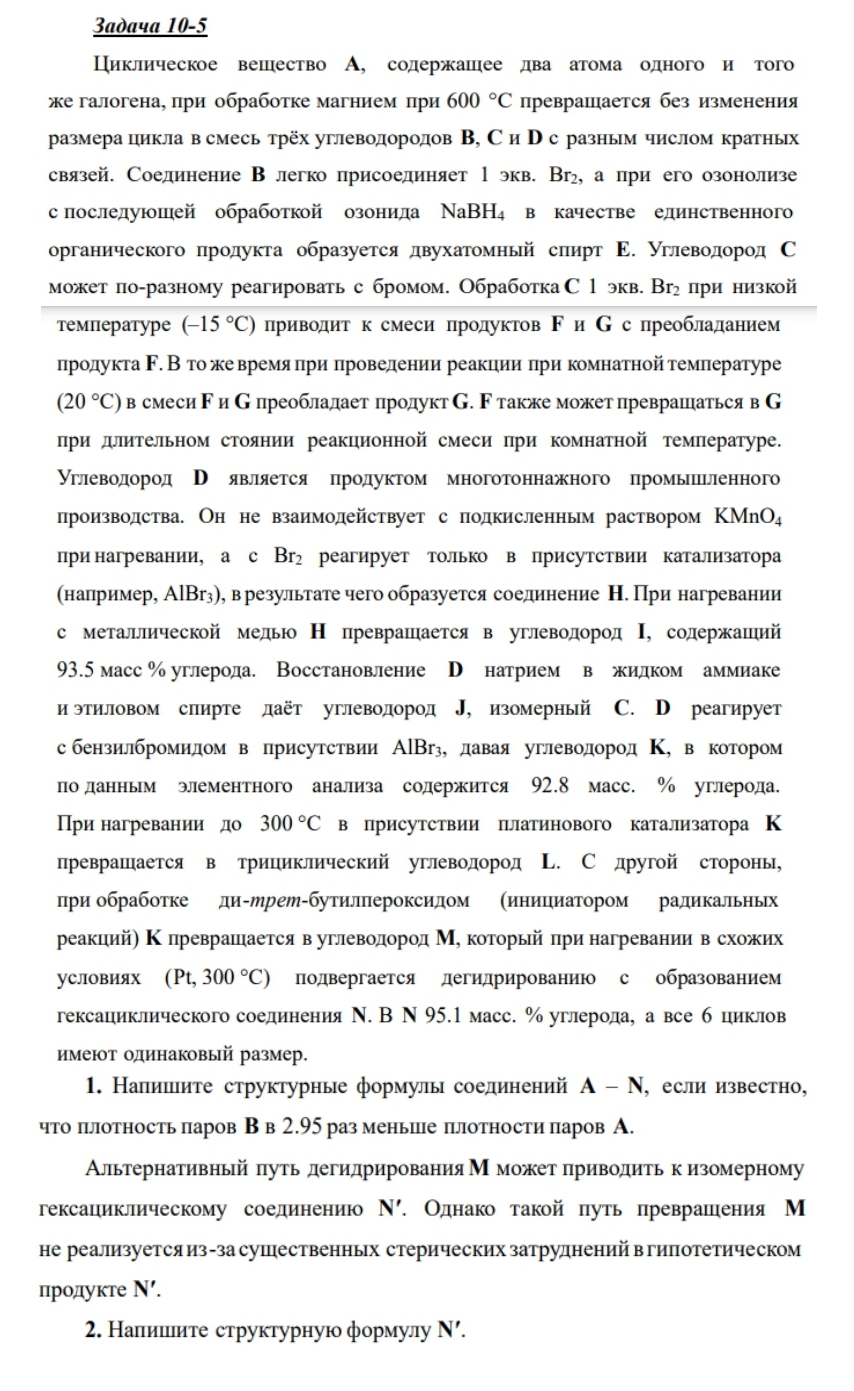 Задача 10-5
Циклическое вещество A, содержащее два атома одного и того
же галогена, при обработке магнием при 600 °C превращается без изменения
размера цикла в смесь трёх углеводородов B, C и D с разным числом кратных
связей. Соединение B легко присоединяет 1 экв. Br₂, а при его озонолизе
с последующей обработкой озонида NaBH₄ в качестве единственного
органического продукта образуется двухатомный спирт E. Углеводород C
может по-разному реагировать с бромом. Обработка C 1 экв. Br₂ при низкой
температуре (–15 °C) приводит к смеси продуктов F и G с преобладанием
продукта F. В то же время при проведении реакции при комнатной температуре
(20 °C) в смеси F и G преобладает продукт G. F также может превращаться в G
при длительном стоянии реакционной смеси при комнатной температуре.
Углеводород D является продуктом многотоннажного промышленного
производства. Он не взаимодействует с подкисленным раствором KMnO₄
при нагревании, а с Br₂ реагирует только в присутствии катализатора
(например, AlBr₃), в результате чего образуется соединение H. При нагревании
с металлической медью H превращается в углеводород I, содержащий
93.5 масс % углерода. Восстановление D натрием в жидком аммиаке
и этиловом спирте даёт углеводород J, изомерный C. D реагирует
с бензилбромидом в присутствии AlBr₃, давая углеводород K, в котором
по данным элементного анализа содержится 92.8 масс. % углерода.
При нагревании до 300 °C в присутствии платинового катализатора K
превращается в трициклический углеводород L. С другой стороны,
при обработке ди-трет-бутилпероксидом (инициатором радикальных
реакций) K превращается в углеводород M, который при нагревании в схожих
условиях (Pt, 300 °C) подвергается дегидрированию с образованием
гексациклического соединения N. В N 95.1 масс. % углерода, а все 6 циклов
имеют одинаковый размер.
1. Напишите структурные формулы соединений A – N, если известно,
что плотность паров B в 2.95 раз меньше плотности паров A.
Альтернативный путь дегидрирования M может приводить к изомерному
гексациклическому соединению N′. Однако такой путь превращения M
не реализуется из-за существенных стерических затруднений в гипотетическом
продукте N′.
2. Напишите структурную формулу N′.